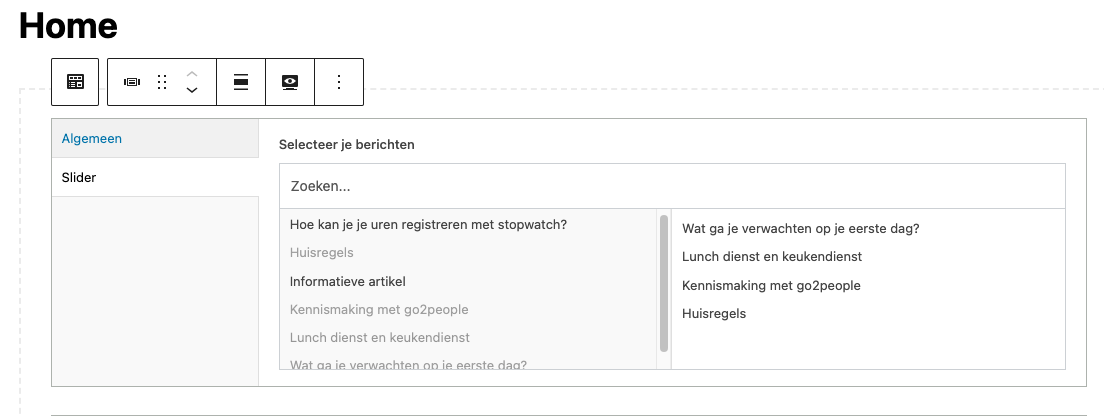 Home
Algemeen
Slider
Selecteer je berichten
Zoeken...
Hoe kan je je uren registreren met stopwatch?
Huisregels
Informatieve artikel
Kennismaking met go2people
Lunch dienst en keukendienst
Wat ga je verwachten op je eerste dag?
Wat ga je verwachten op je eerste dag?
Lunch dienst en keukendienst
Kennismaking met go2people
Huisregels